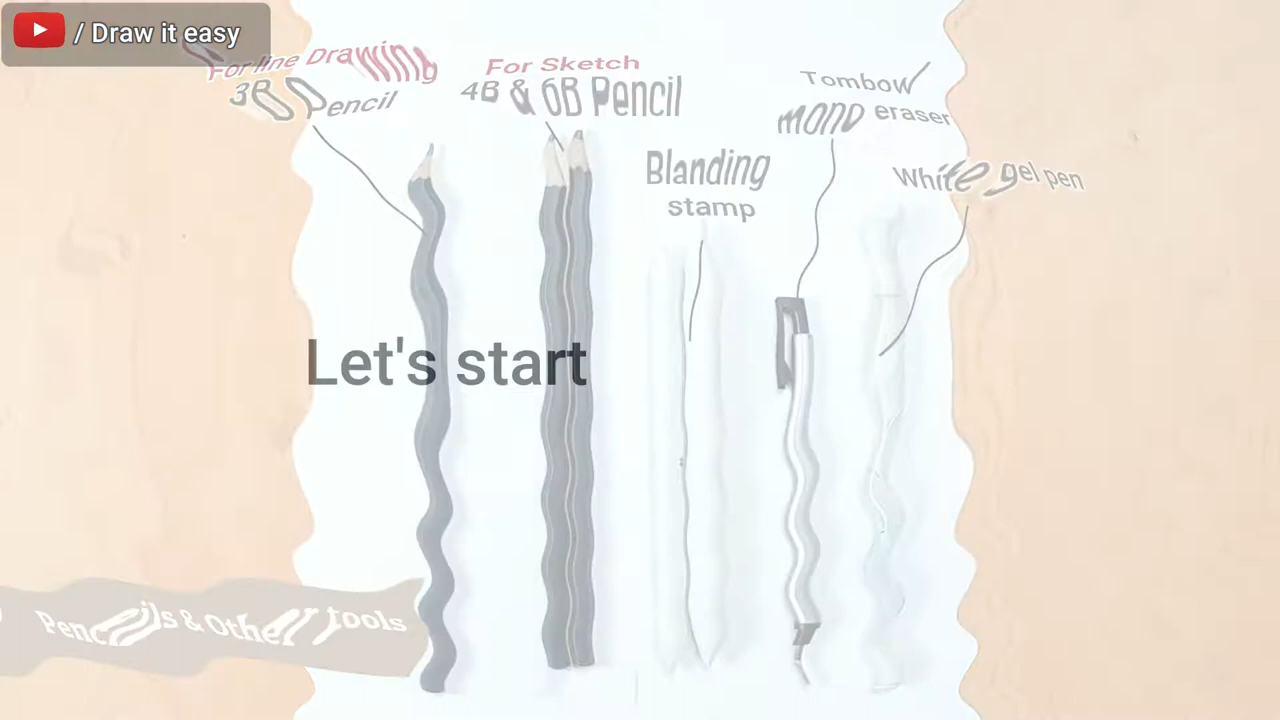 / Draw it easy
For line Drawing
3B Pencil
For Sketch
4B & 6B Pencil
Tombow
mono eraser
Blanding
stamp
White gel pen
Let's start
Pencils & Other tools